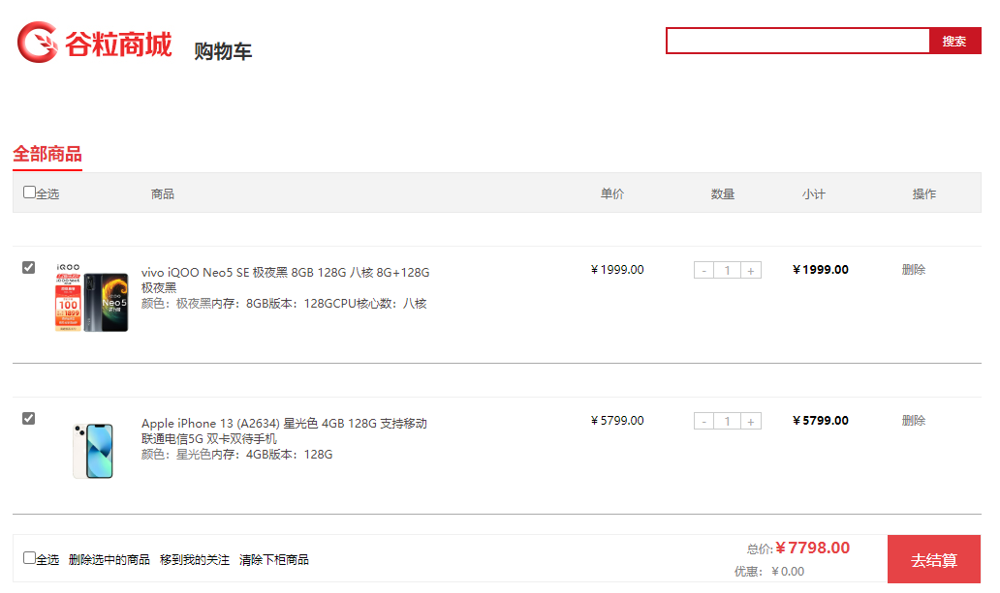 谷粒商城
购物车
搜索
全部商品
全选 商品 单价 数量 小计 操作
iQOO
100
1899
Neo5
vivo iQOO Neo5 SE 极夜黑 8GB 128G 八核 8G+128G
极夜黑
颜色：极夜黑内存：8GB版本：128GCPU核心数：八核
¥1999.00 - 1 + ¥1999.00 删除
Apple iPhone 13 (A2634) 星光色 4GB 128G 支持移动
联通电信5G 双卡双待手机
颜色：星光色内存：4GB版本：128G
¥5799.00 - 1 + ¥5799.00 删除
全选 删除选中的商品 移到我的关注 清除下柜商品
总价:¥7798.00
优惠：¥0.00
去结算